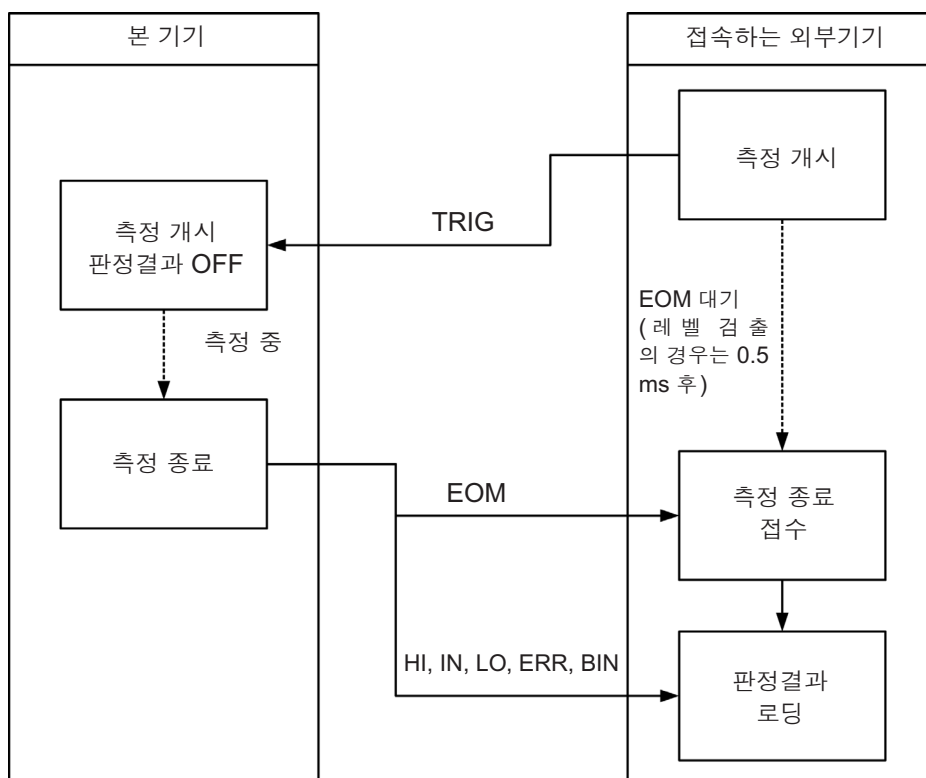 본 기기
접속하는 외부기기
측정 개시
TRIG
측정 개시
판정결과 OFF
EOM 대기
(레 벨 검 출
의 경우는 0.5
ms 후)
측정 중
측정 종료
EOM
측정 종료
접수
HI, IN, LO, ERR, BIN
판정결과
로딩